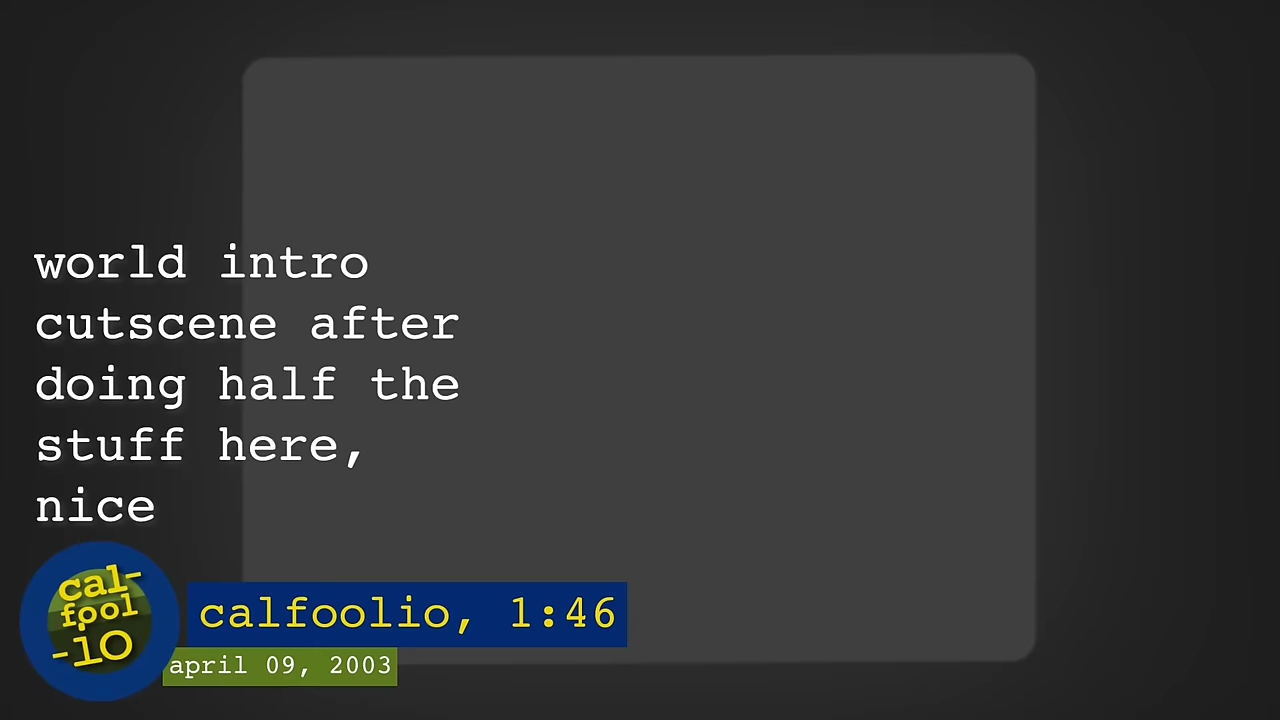 world intro
cutscene after
doing half the
stuff here,
nice
cal-
fool
-iO
calfoolio, 1:46
april 09, 2003